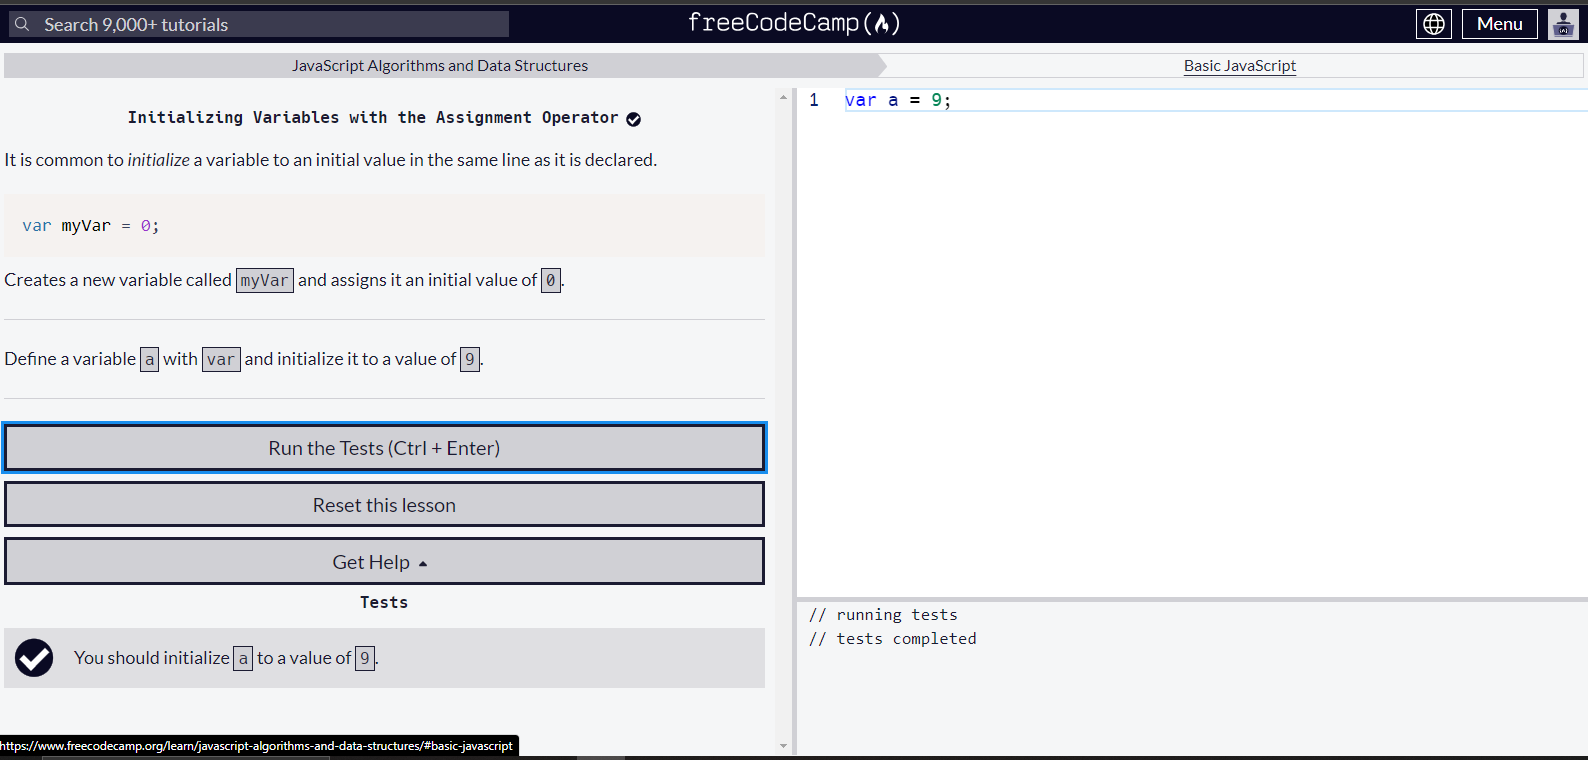 Search 9,000+ tutorials
freeCodeCamp(🔥)
Menu
JavaScript Algorithms and Data Structures
Basic JavaScript
Initializing Variables with the Assignment Operator
It is common to initialize a variable to an initial value in the same line as it is declared.
var myVar = 0;
Creates a new variable called myVar and assigns it an initial value of 0.
Define a variable a with var and initialize it to a value of 9.
Run the Tests (Ctrl + Enter)
Reset this lesson
Get Help
Tests
You should initialize a to a value of 9.
https://www.freecodecamp.org/learn/javascript-algorithms-and-data-structures/#basic-javascript
1 var a = 9;
// running tests
// tests completed